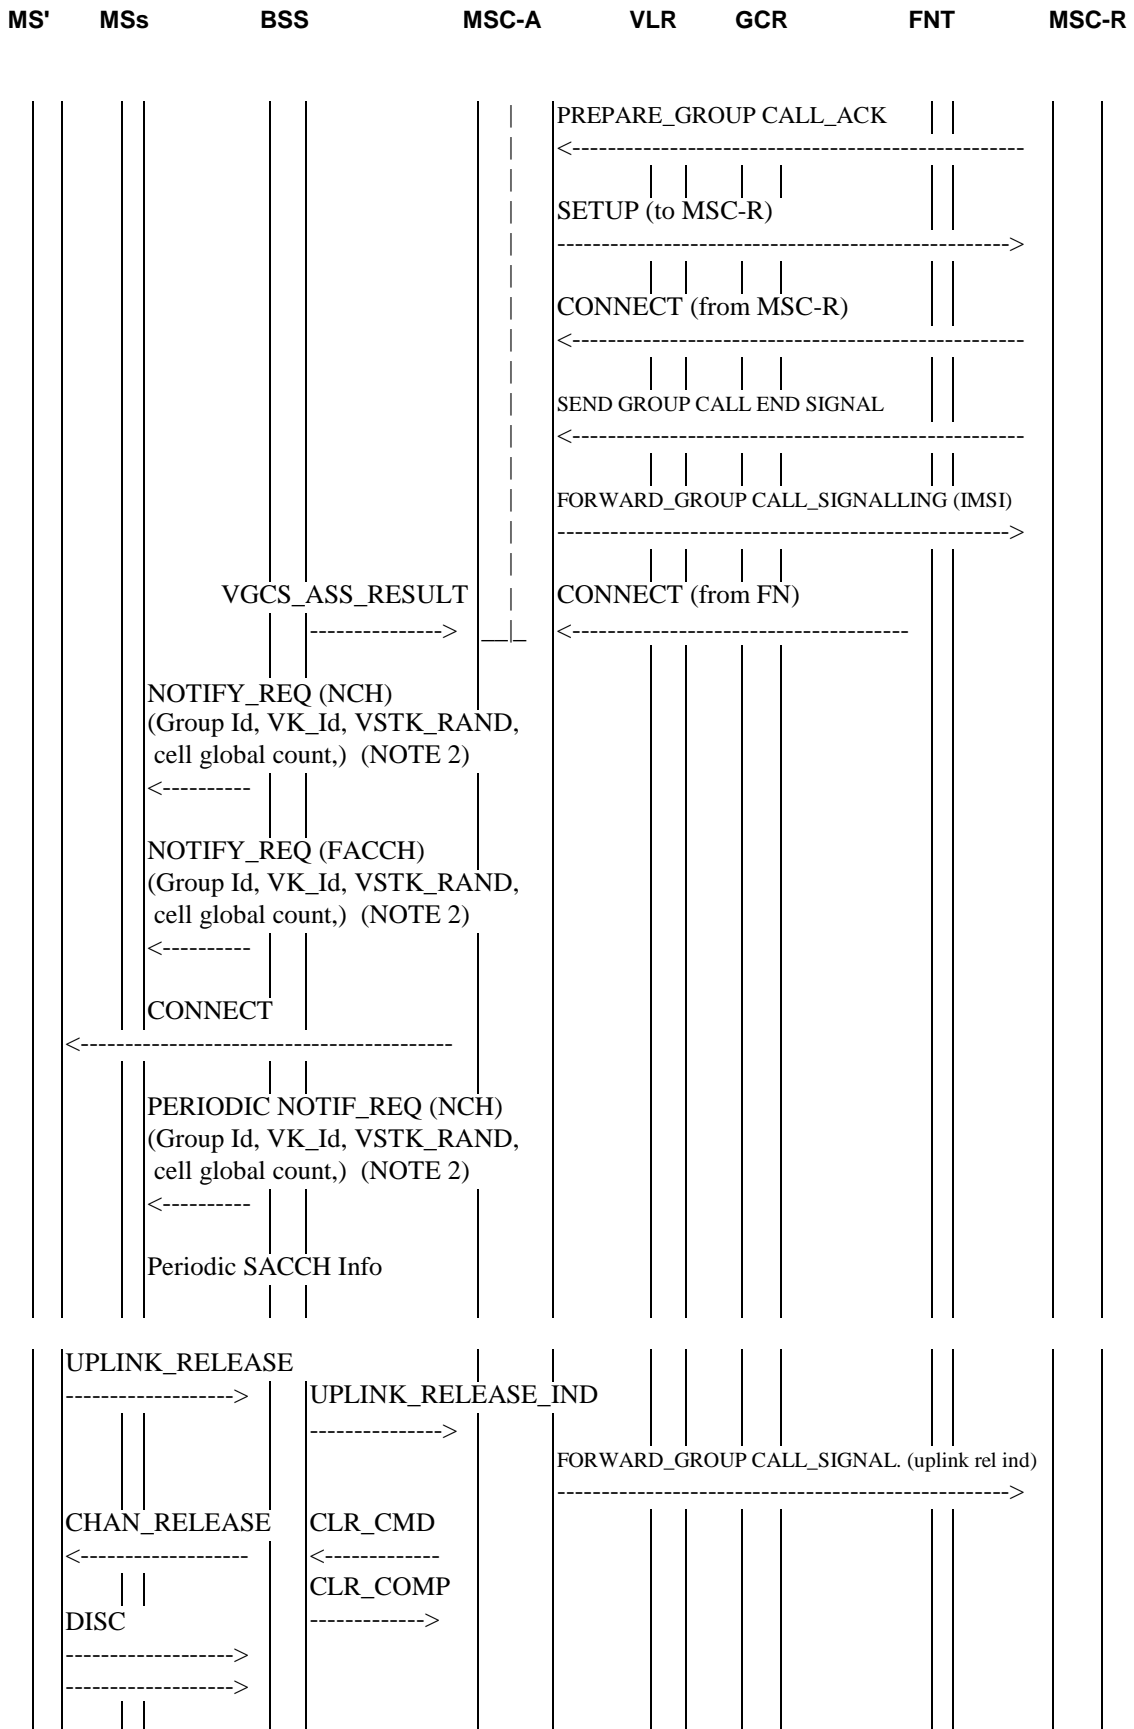 MS' MSs BSS MSC-A VLR GCR FNT MSC-R
PREPARE_GROUP CALL_ACK
SETUP (to MSC-R)
CONNECT (from MSC-R)
SEND GROUP CALL END SIGNAL
FORWARD_GROUP CALL_SIGNALLING (IMSI)
VGCS_ASS_RESULT CONNECT (from FN)
NOTIFY_REQ (NCH)
(Group Id, VK_Id, VSTK_RAND,
cell global count,) (NOTE 2)
NOTIFY_REQ (FACCH)
(Group Id, VK_Id, VSTK_RAND,
cell global count,) (NOTE 2)
CONNECT
PERIODIC NOTIF_REQ (NCH)
(Group Id, VK_Id, VSTK_RAND,
cell global count,) (NOTE 2)
Periodic SACCH Info
UPLINK_RELEASE
UPLINK_RELEASE_IND
FORWARD_GROUP CALL_SIGNAL. (uplink rel ind)
CHAN_RELEASE CLR_CMD
CLR_COMP
DISC